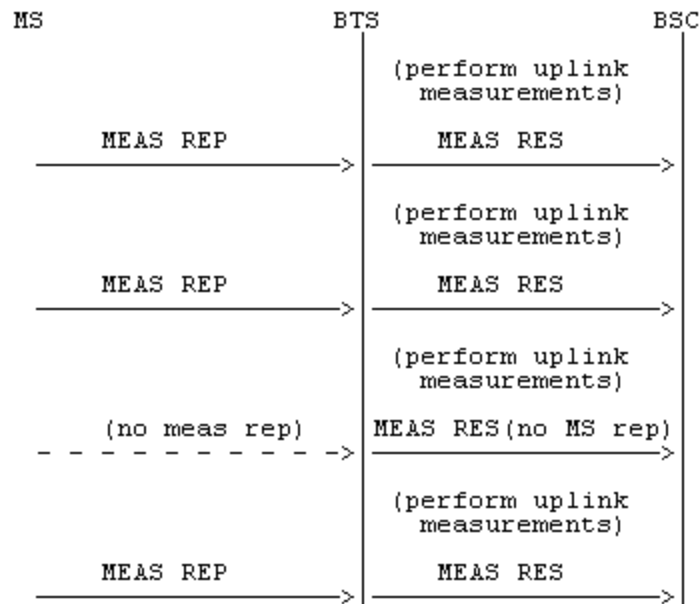 MS BTS BSC
(perform uplink
measurements)
MEAS REP MEAS RES
(perform uplink
measurements)
MEAS REP MEAS RES
(perform uplink
measurements)
(no meas rep) MEAS RES(no MS rep)
(perform uplink
measurements)
MEAS REP MEAS RES